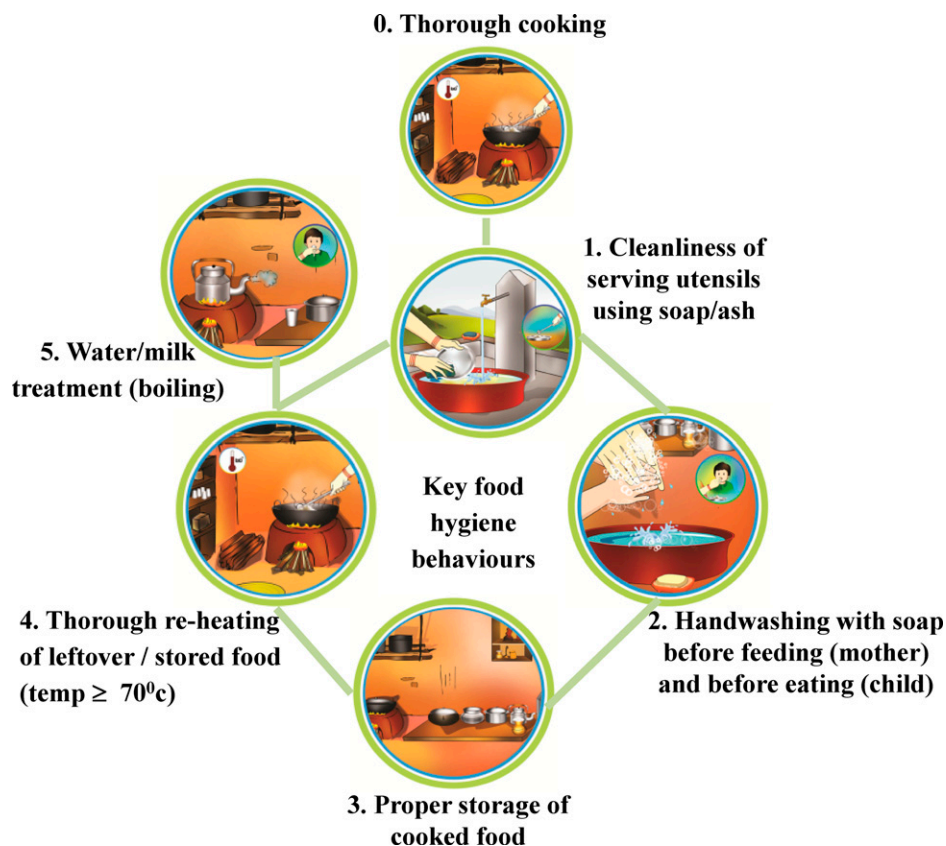 0. Thorough cooking
1. Cleanliness of
serving utensils
using soap/ash
5. Water/milk
treatment (boiling)
Key food
hygiene
behaviours
4. Thorough re-heating
of leftover / stored food
(temp ≥ 70⁰c)
2. Handwashing with soap
before feeding (mother)
and before eating (child)
3. Proper storage of
cooked food